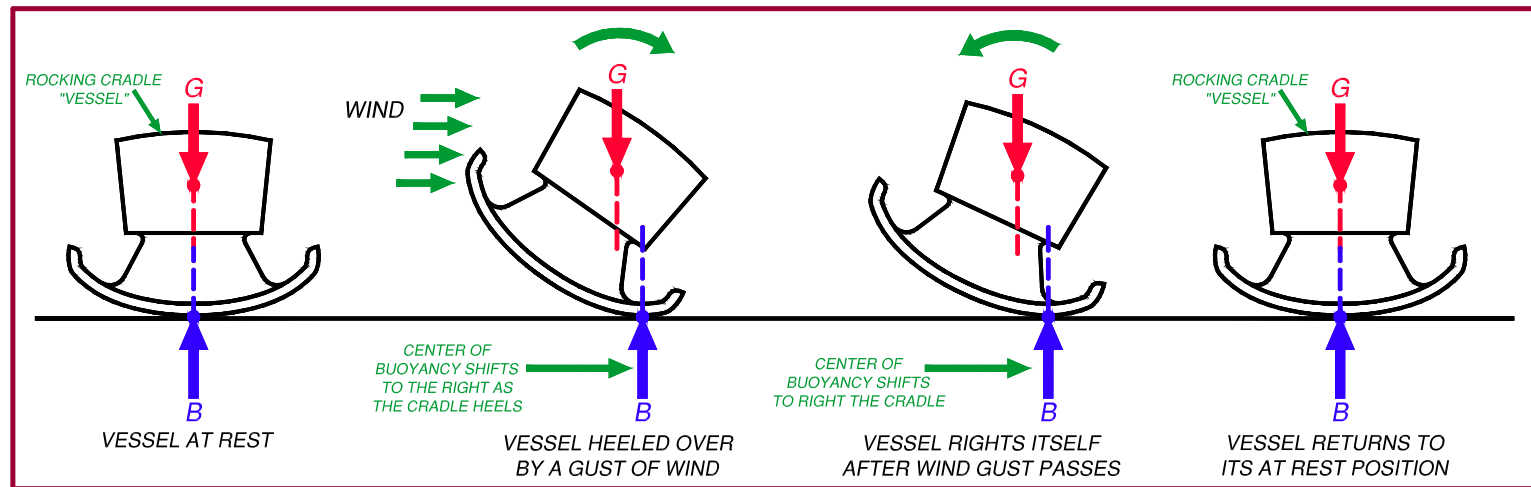 ROCKING CRADLE
"VESSEL"
G
B
VESSEL AT REST
WIND
G
CENTER OF
BUOYANCY SHIFTS
TO THE RIGHT AS
THE CRADLE HEELS
B
VESSEL HEELED OVER
BY A GUST OF WIND
G
CENTER OF
BUOYANCY SHIFTS
TO RIGHT THE CRADLE
B
VESSEL RIGHTS ITSELF
AFTER WIND GUST PASSES
ROCKING CRADLE
"VESSEL"
G
B
VESSEL RETURNS TO
ITS AT REST POSITION